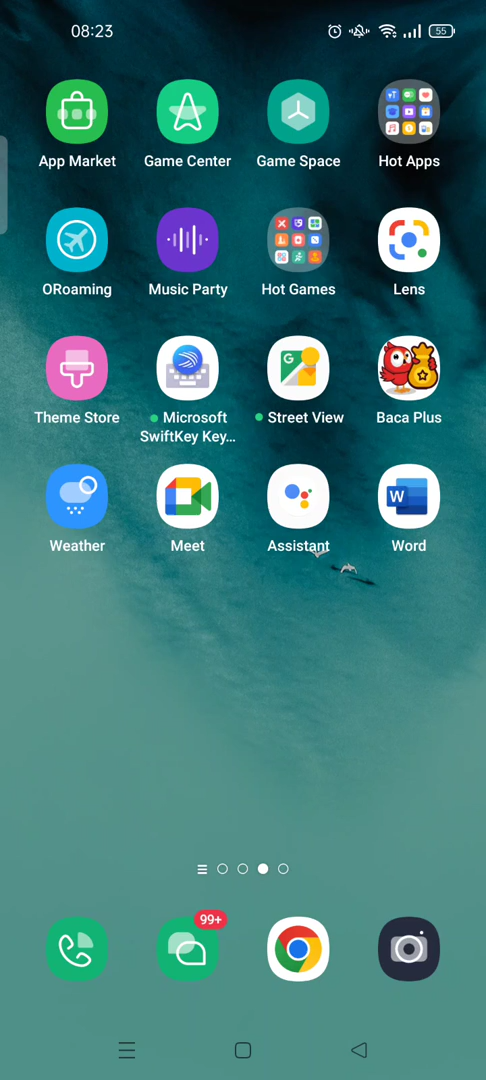 08:23
55
App Market
Game Center
Game Space
Hot Apps
ORoaming
Music Party
Hot Games
Lens
Theme Store
Microsoft
SwiftKey Key...
Street View
Baca Plus
Weather
Meet
Assistant
Word
99+